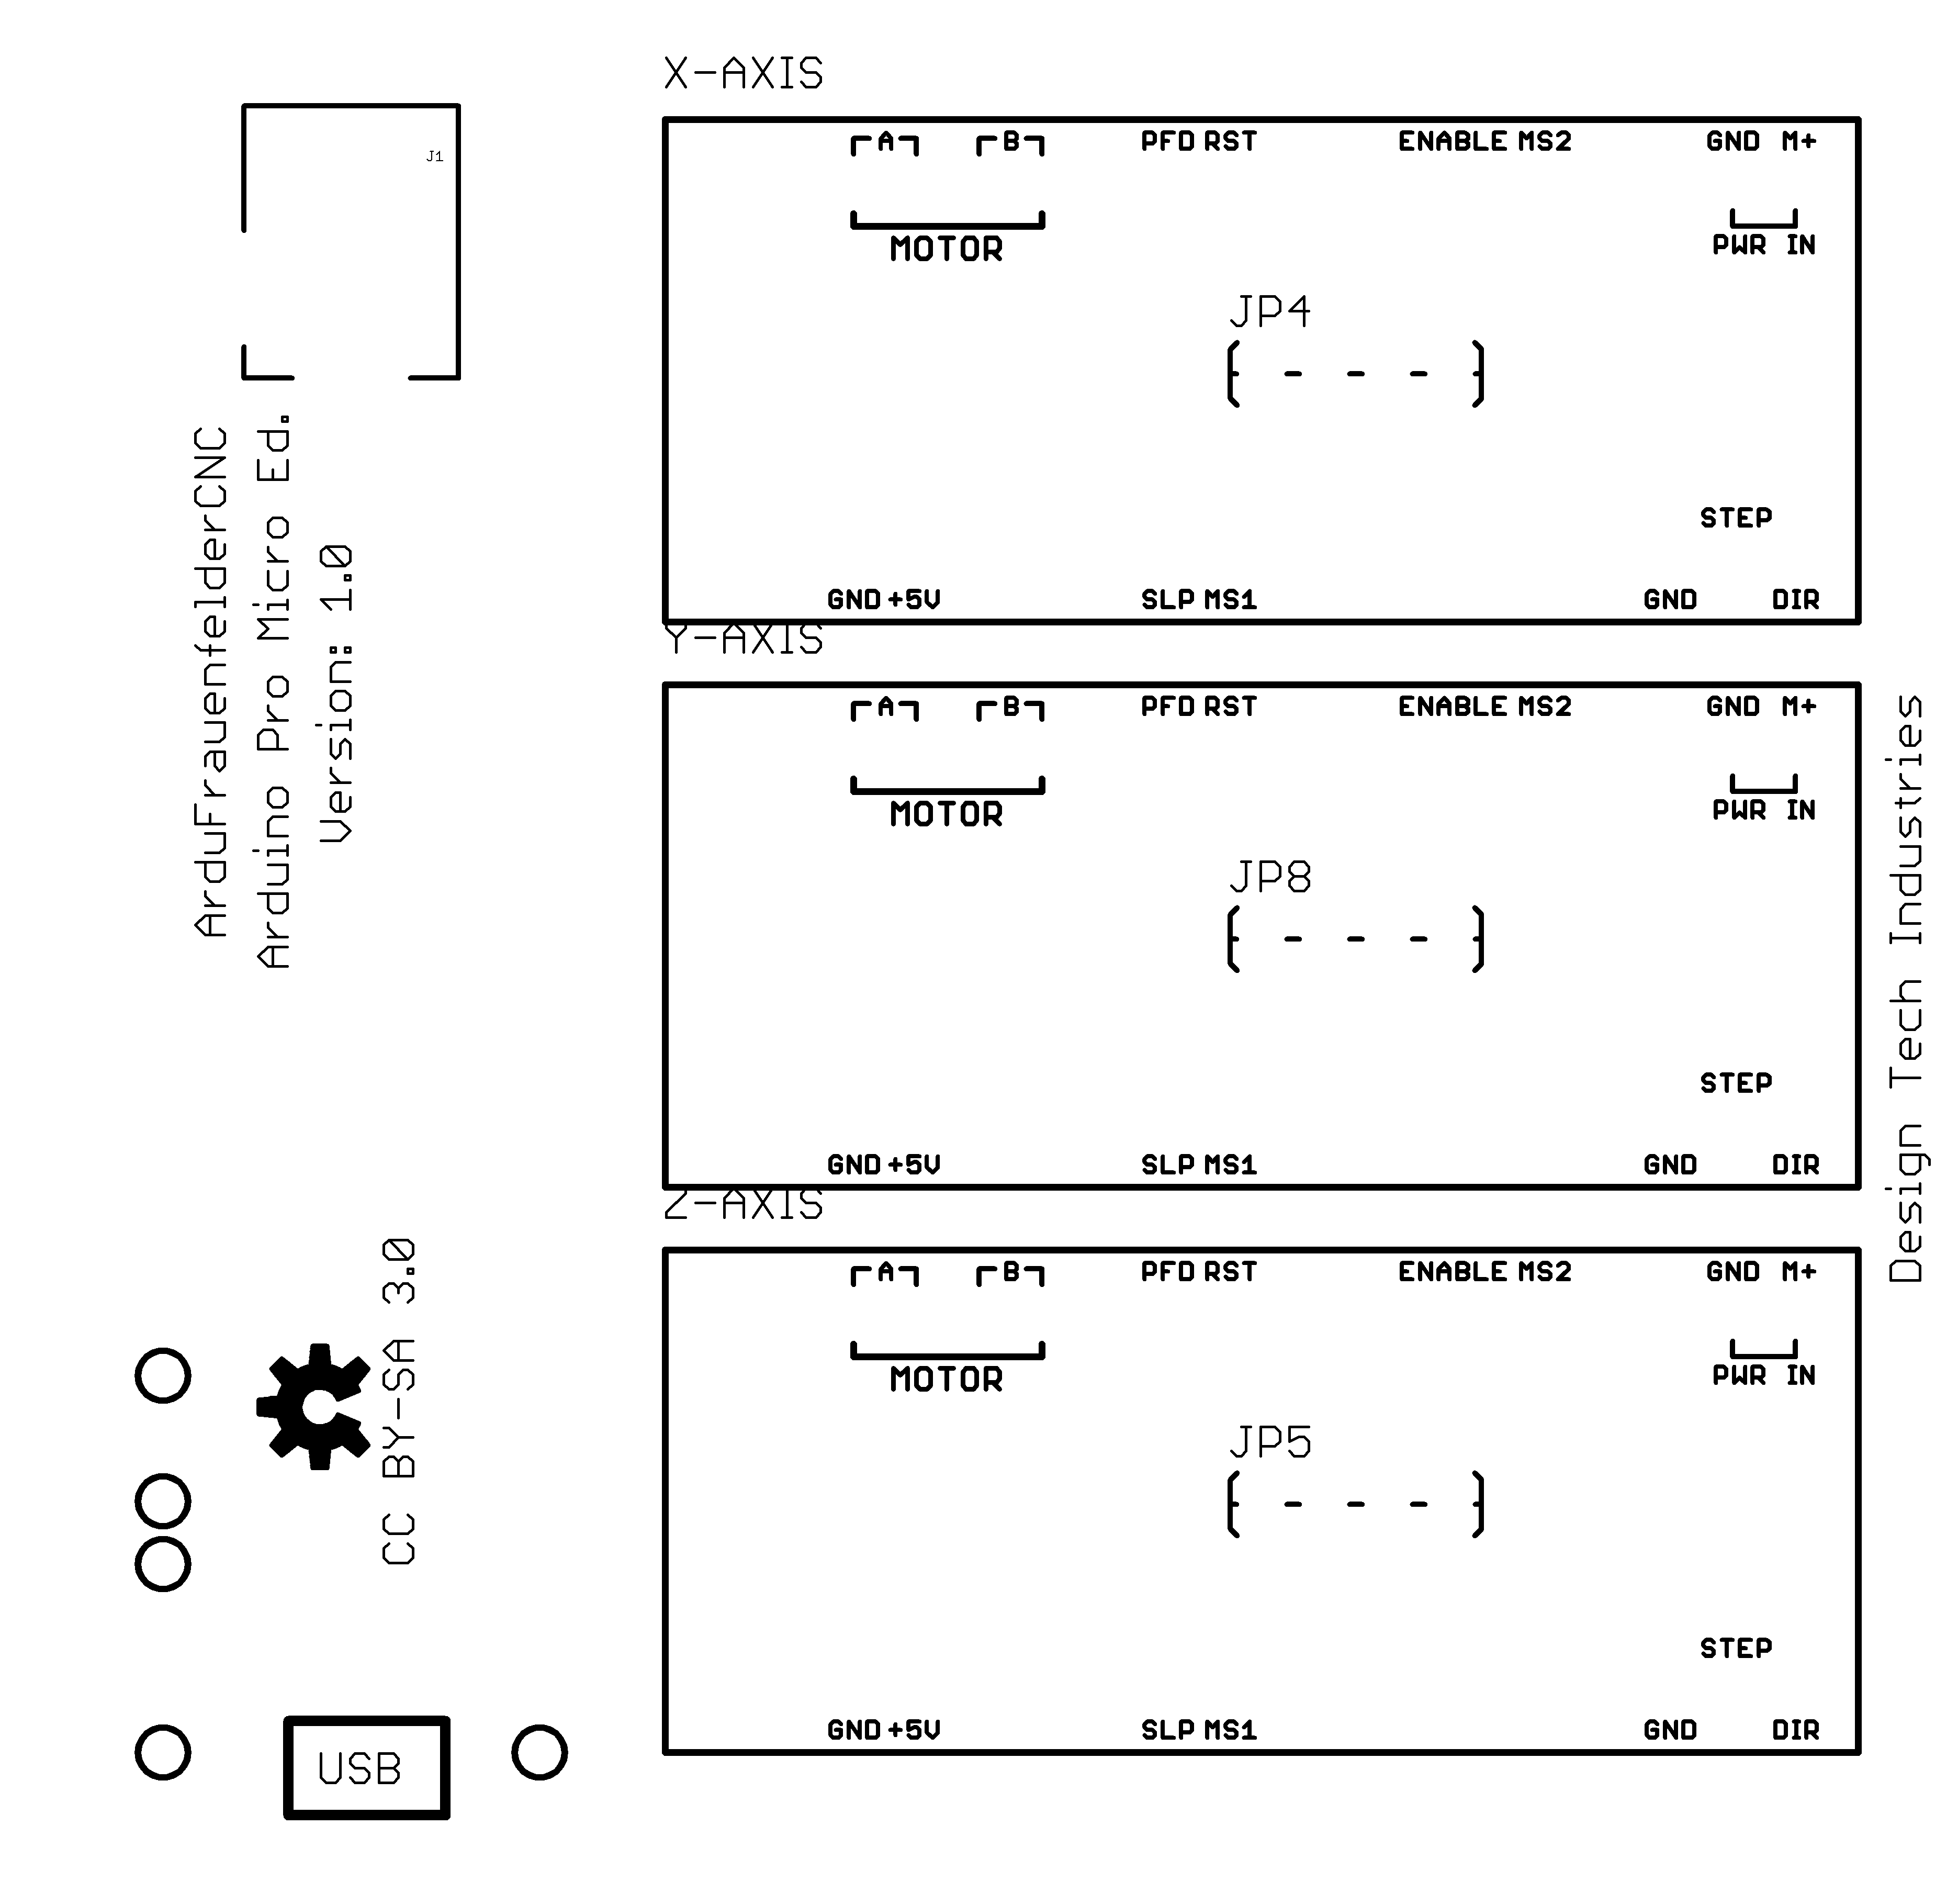 X-AXIS
J1
A B PFD RST ENABLE MS2 GND M+
MOTOR PWR IN
JP4
STEP
GND +5V SLP MS1 GND DIR
ArduFrauenfelderCNC
Arduino Pro Micro Ed.
Version: 1.0
Y-AXIS
A B PFD RST ENABLE MS2 GND M+
MOTOR PWR IN
JP8
STEP
GND +5V SLP MS1 GND DIR
Design Tech Industries
Z-AXIS
A B PFD RST ENABLE MS2 GND M+
MOTOR PWR IN
JP5
STEP
GND +5V SLP MS1 GND DIR
CC BY-SA 3.0
USB